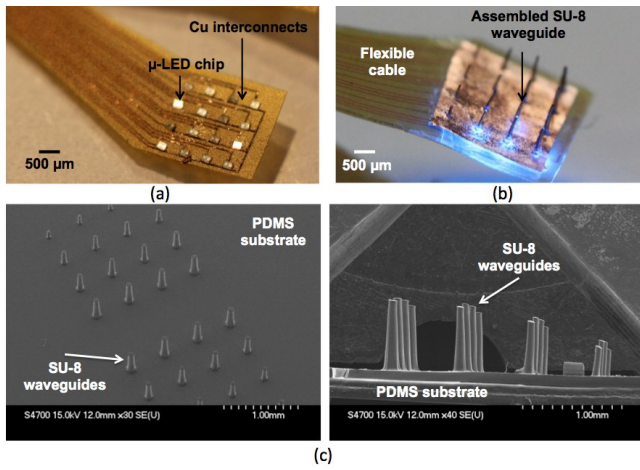 Cu interconnects
μ-LED chip
500 μm
(a)
Assembled SU-8
waveguide
Flexible
cable
500 μm
(b)
PDMS
substrate
SU-8
waveguides
S4700 15.0kV 12.0mm x30 SE(U)
1.00mm
SU-8
waveguides
PDMS substrate
S4700 15.0kV 12.0mm x40 SE(U)
1.00mm
(c)